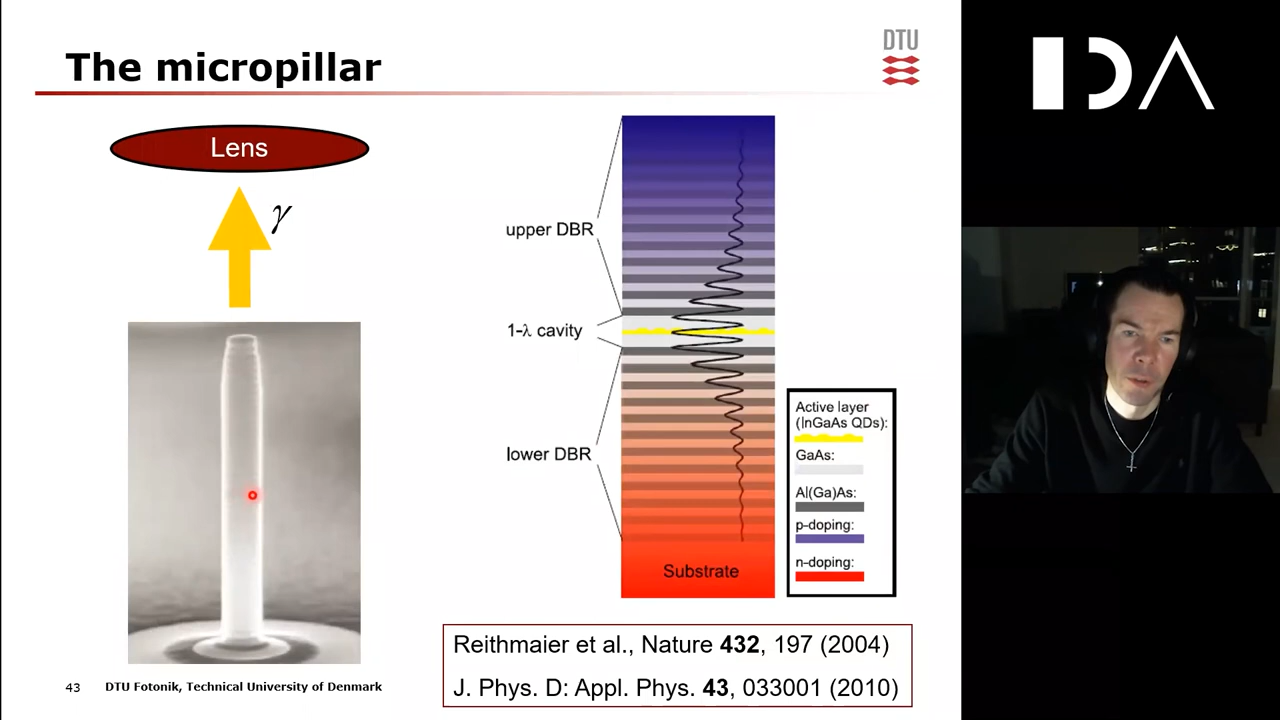 The micropillar
DTU
IDA
Lens
γ
upper DBR
1-λ cavity
lower DBR
Substrate
Active layer
(InGaAs QDs):
GaAs:
Al(Ga)As:
p-doping:
n-doping:
Reithmaier et al., Nature 432, 197 (2004)
J. Phys. D: Appl. Phys. 43, 033001 (2010)
43 DTU Fotonik, Technical University of Denmark